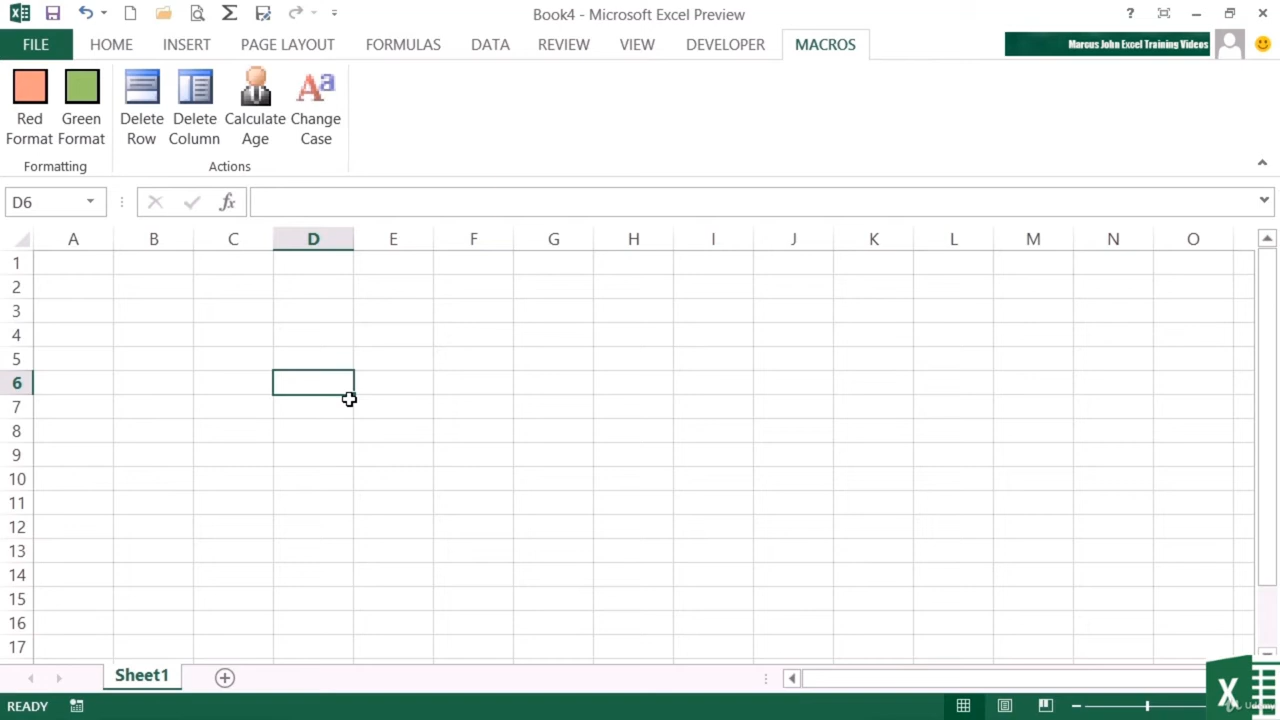 Book4 - Microsoft Excel Preview
?
FILE HOME INSERT PAGE LAYOUT FORMULAS DATA REVIEW VIEW DEVELOPER MACROS Marcus John Excel Training Videos
Red Format Green Format Delete Row Delete Column Calculate Age Change Case
Formatting Actions
D6 fx
A B C D E F G H I J K L M N O
1
2
3
4
5
6
7
8
9
10
11
12
13
14
15
16
17
Sheet1
READY